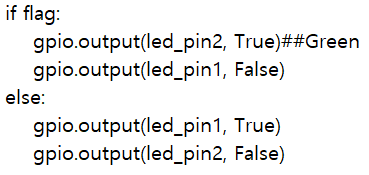 if flag:
    gpio.output(led_pin2, True)##Green
    gpio.output(led_pin1, False)
else:
    gpio.output(led_pin1, True)
    gpio.output(led_pin2, False)